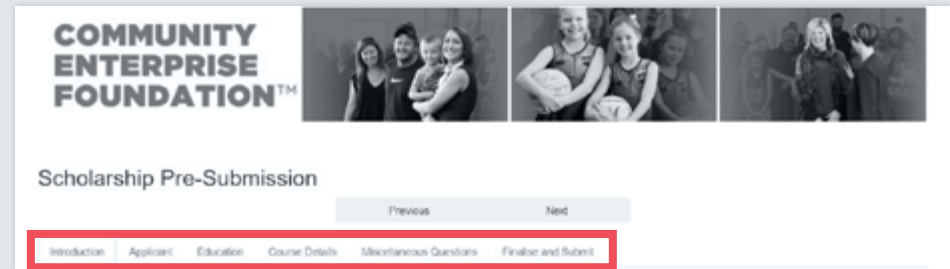 COMMUNITY
ENTERPRISE
FOUNDATION™
Scholarship Pre-Submission
Previous Next
Introduction Applicant Education Course Details Miscellaneous Questions Finalise and Submit